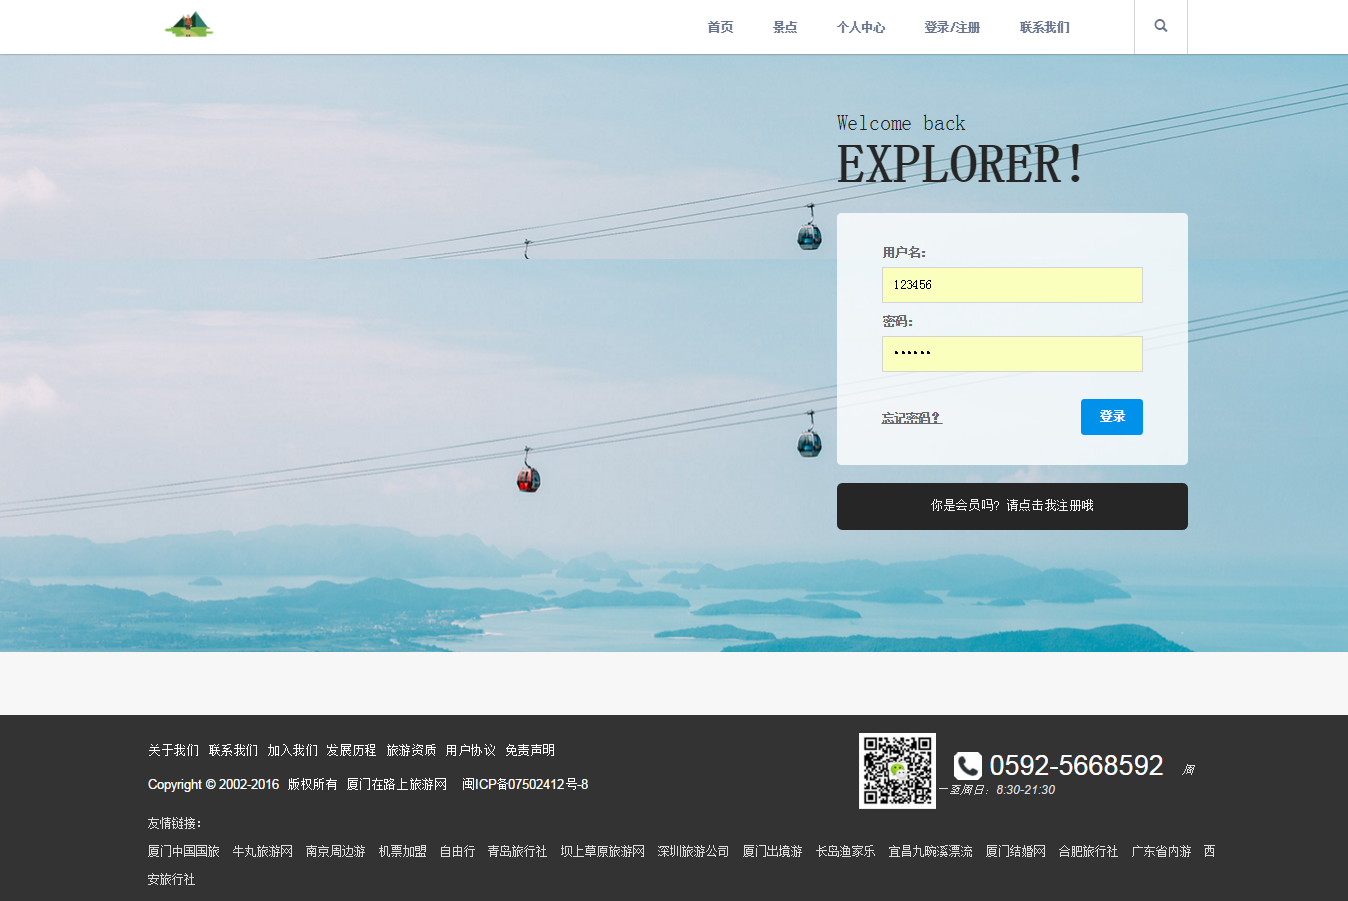 首页 景点 个人中心 登录/注册 联系我们
Welcome back
EXPLORER!
用户名:
123456
密码:
••••••
忘记密码? 登录
你是会员吗? 请点击我注册哦
关于我们 联系我们 加入我们 发展历程 旅游资质 用户协议 免责声明
Copyright © 2002-2016 版权所有 厦门在路上旅游网 闽ICP备07502412号-8
0592-5668592 周
一至周日: 8:30-21:30
友情链接:
厦门中国国旅 牛丸旅游网 南京周边游 机票加盟 自由行 青岛旅行社 坝上草原旅游网 深圳旅游公司 厦门出境游 长岛渔家乐 宜昌九畹溪漂流 厦门结婚网 合肥旅行社 广东省内游 西
安旅行社